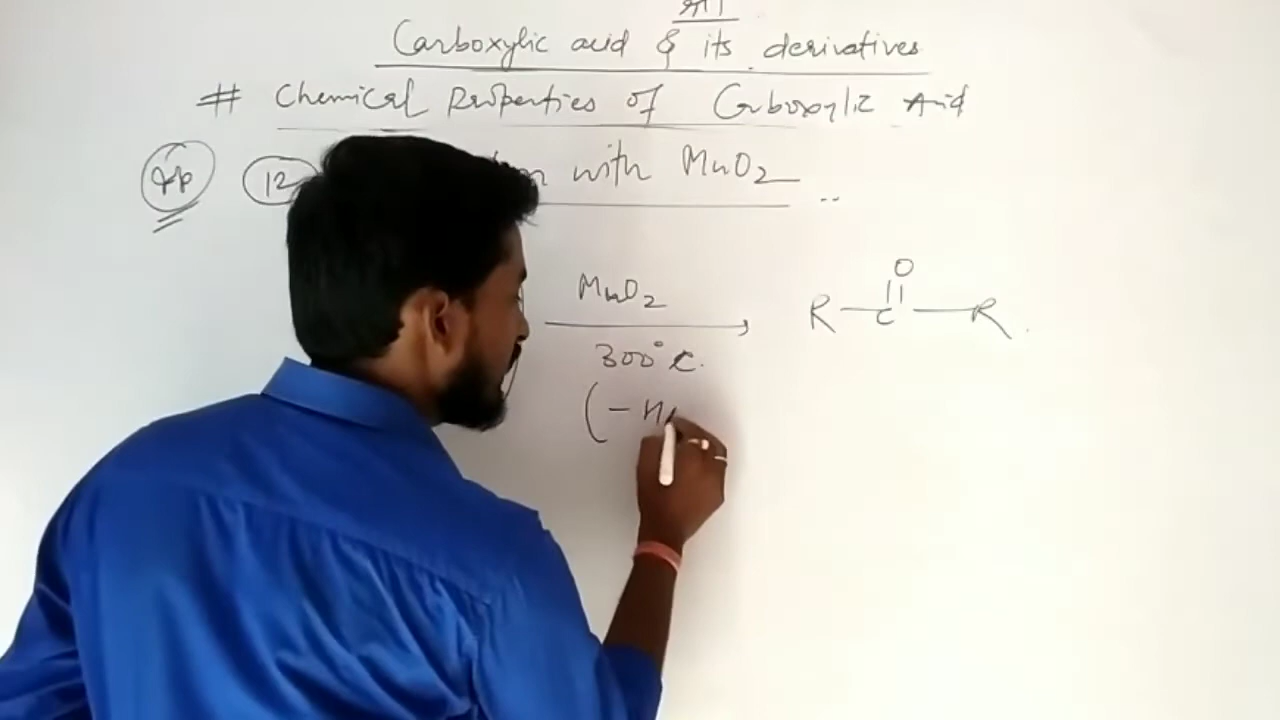 Carboxylic acid & its derivatives
# Chemical Properties of Carboxylic Acid
12 with MnO2
MnO2
300°C.
(- H
O
R - C - R